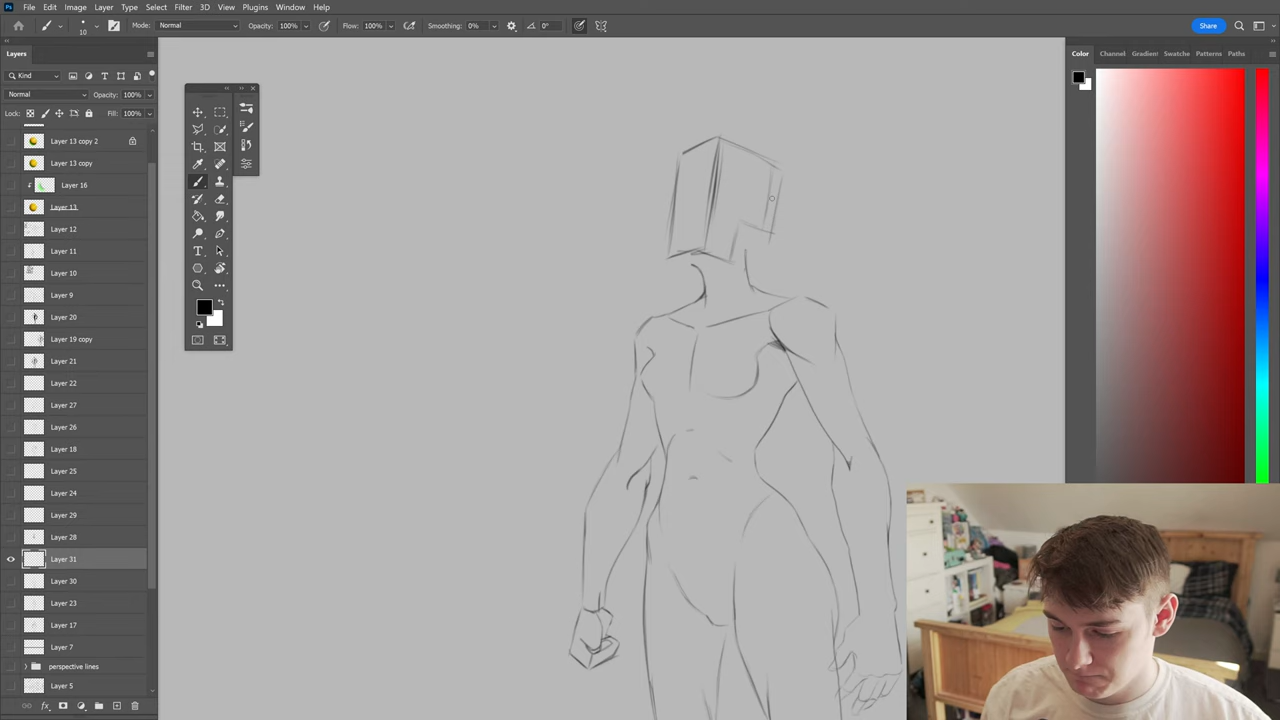 Ps File Edit Image Layer Type Select Filter 3D View Plugins Window Help
10 Mode: Normal Opacity: 100% Flow: 100% Smoothing: 0% 0° Share
Layers
Kind
Normal Opacity: 100%
Lock: Fill: 100%
Layer 13 copy 2
Layer 13 copy
Layer 16
Layer 13
Layer 12
Layer 11
Layer 10
Layer 9
Layer 20
Layer 19 copy
Layer 21
Layer 22
Layer 27
Layer 26
Layer 18
Layer 25
Layer 24
Layer 29
Layer 28
Layer 31
Layer 30
Layer 23
Layer 17
Layer 7
perspective lines
Layer 5
fx
Color Channel Gradient Swatche Patterns Paths